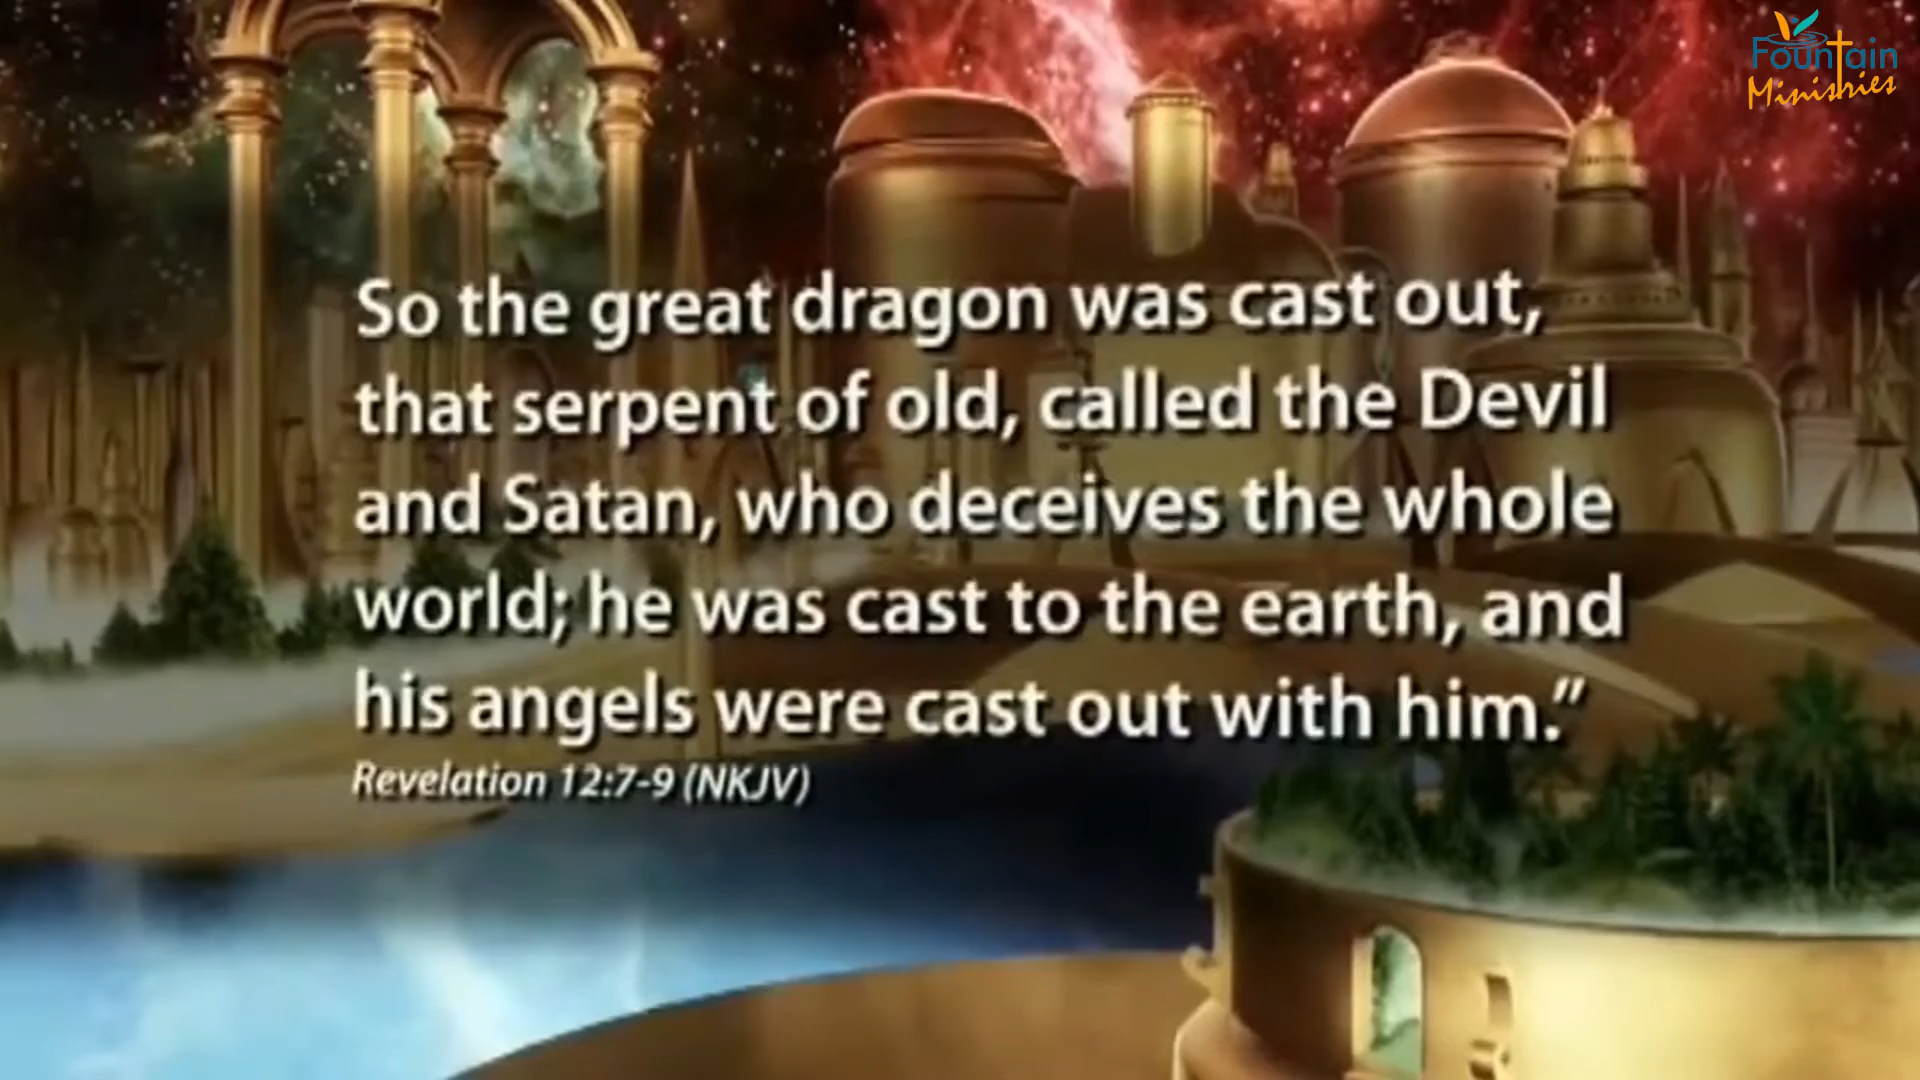 Fountain
Ministries
So the great dragon was cast out,
that serpent of old, called the Devil
and Satan, who deceives the whole
world; he was cast to the earth, and
his angels were cast out with him.”
Revelation 12:7-9 (NKJV)